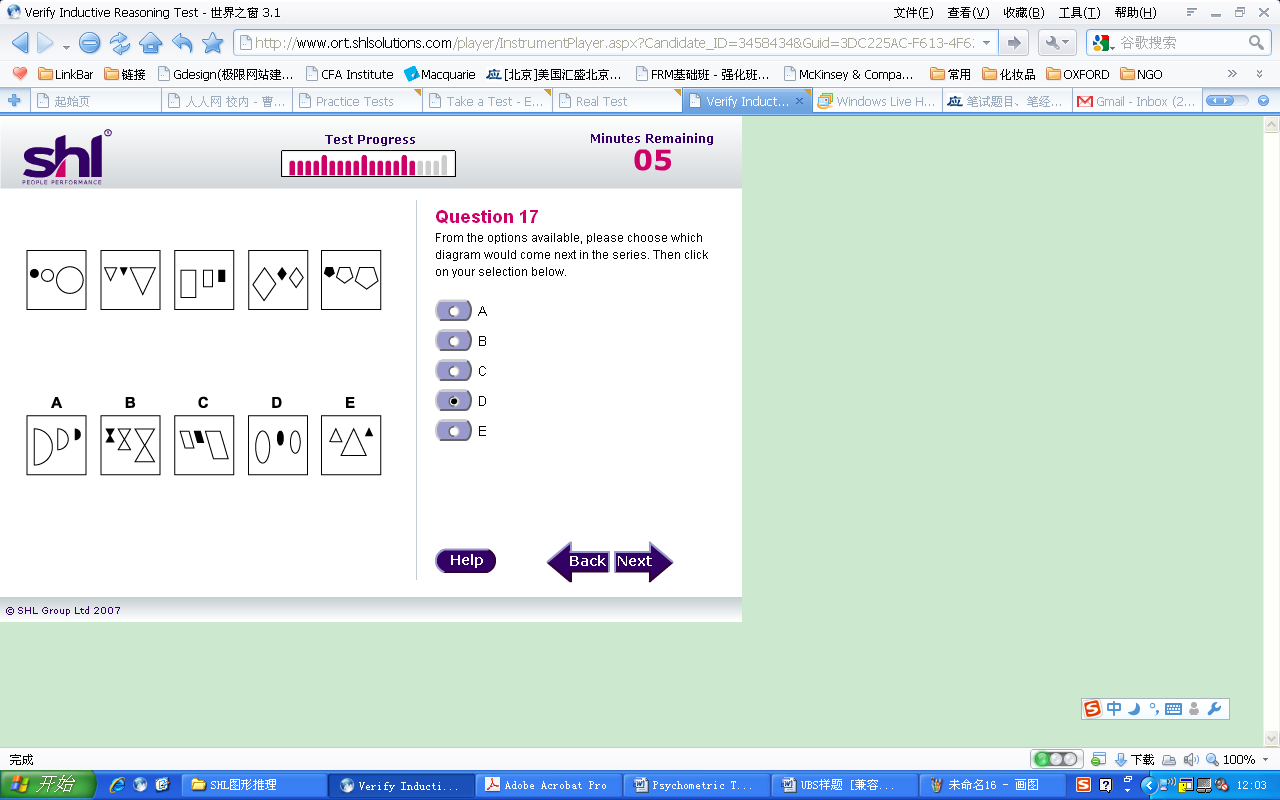 Verify Inductive Reasoning Test - 世界之窗 3.1
文件(F) 查看(V) 收藏(B) 工具(T) 帮助(H)
http://www.ort.shlsolutions.com/player/InstrumentPlayer.aspx?Candidate_ID=3458434&Guid=3DC225AC-F613-4F6
谷歌搜索
LinkBar 链接 Gdesign(极限网站建... CFA Institute Macquarie 应 [北京]美国汇盛北京... FRM基础班 - 强化班... McKinsey & Compa... 常用 化妆品 OXFORD NGO
起始页 人人网 校内 - 曹... Practice Tests Take a Test - E... Real Test Verify Induct... Windows Live H... 应 笔试题目、笔经... Gmail - Inbox (2...
shl
PEOPLE PERFORMANCE
Test Progress
Minutes Remaining
05
Question 17
From the options available, please choose which
diagram would come next in the series. Then click
on your selection below.
A
B
C
D
E
A B C D E
Help Back Next
© SHL Group Ltd 2007
中
完成
下载 100%
开始 SHL图形推理 Verify Inducti... Adobe Acrobat Pro Psychometric T... UBS样题 [兼容... 未命名16 - 画图 12:03